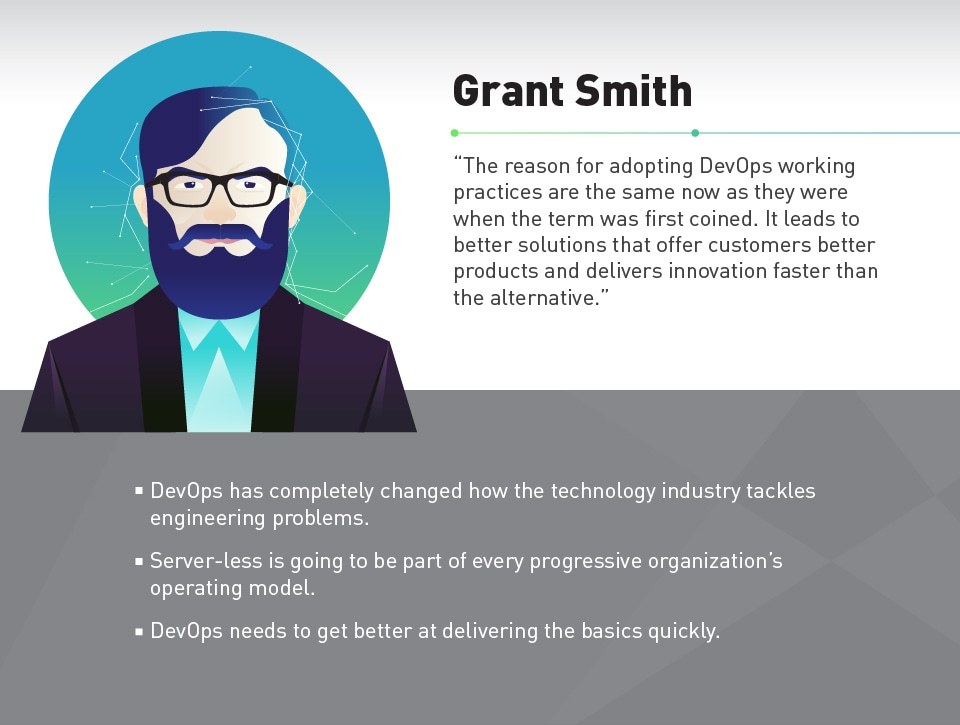 Grant Smith
“The reason for adopting DevOps working
practices are the same now as they were
when the term was first coined. It leads to
better solutions that offer customers better
products and delivers innovation faster than
the alternative.”
▪ DevOps has completely changed how the technology industry tackles
engineering problems.
▪ Server-less is going to be part of every progressive organization’s
operating model.
▪ DevOps needs to get better at delivering the basics quickly.